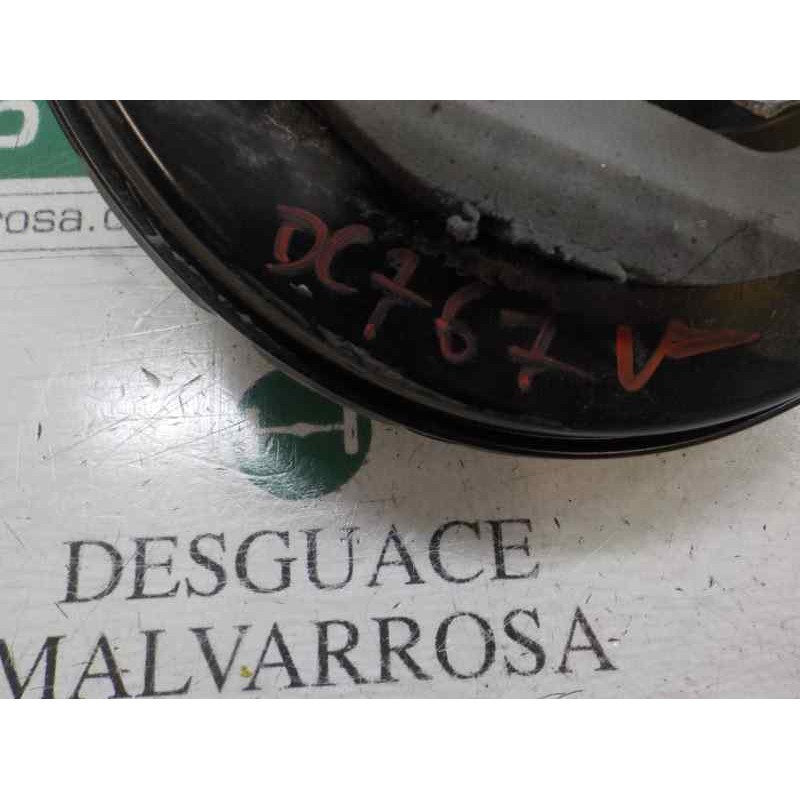 rosa.
DC767V
DESGUACE
MALVARROSA